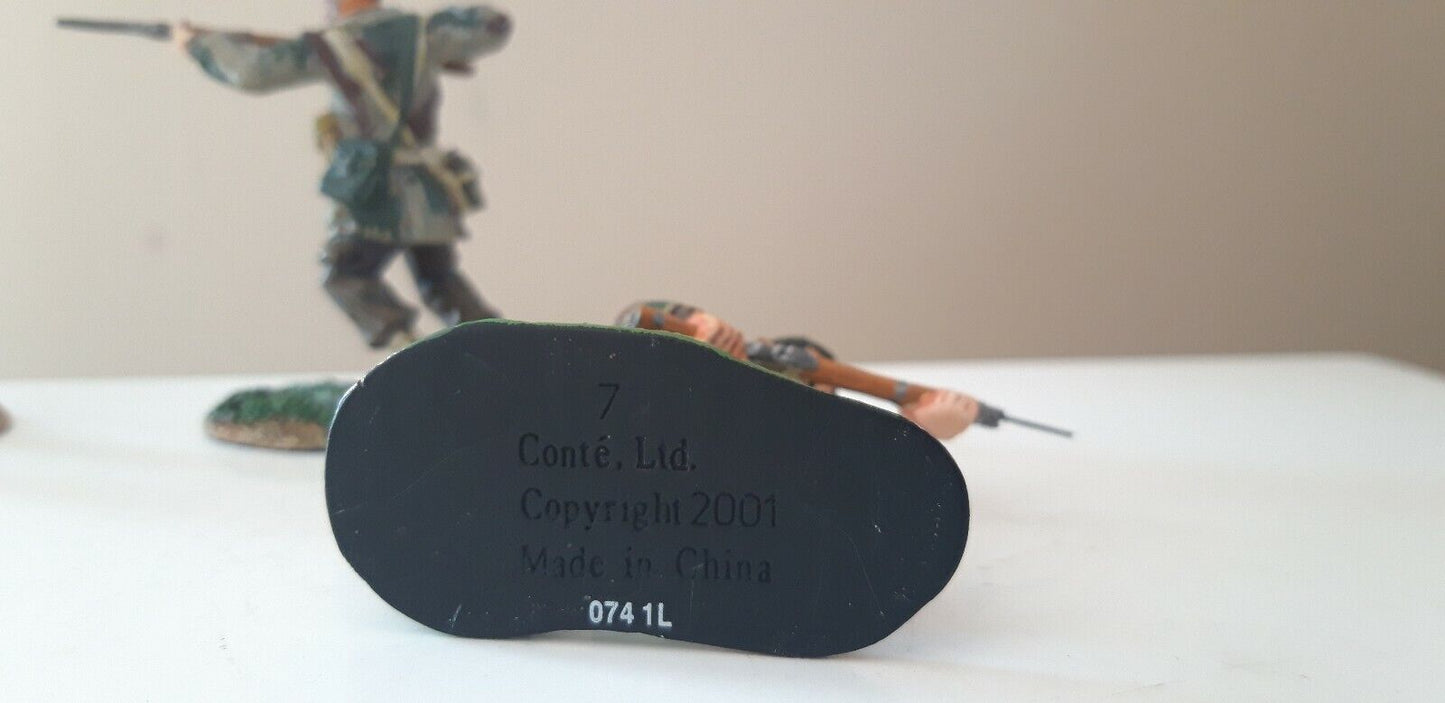 7
Conté, Ltd.
Copyright 2001
Made in China
074 1L